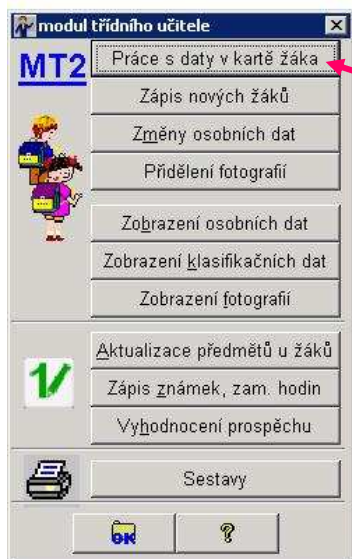 modul třídního učitele
MT2
Práce s daty v kartě žáka
Zápis nových žáků
Změny osobních dat
Přidělení fotografií
Zobrazení osobních dat
Zobrazení klasifikačních dat
Zobrazení fotografií
Aktualizace předmětů u žáků
1/
Zápis známek, zam. hodin
Vyhodnocení prospěchu
Sestavy
OK
?